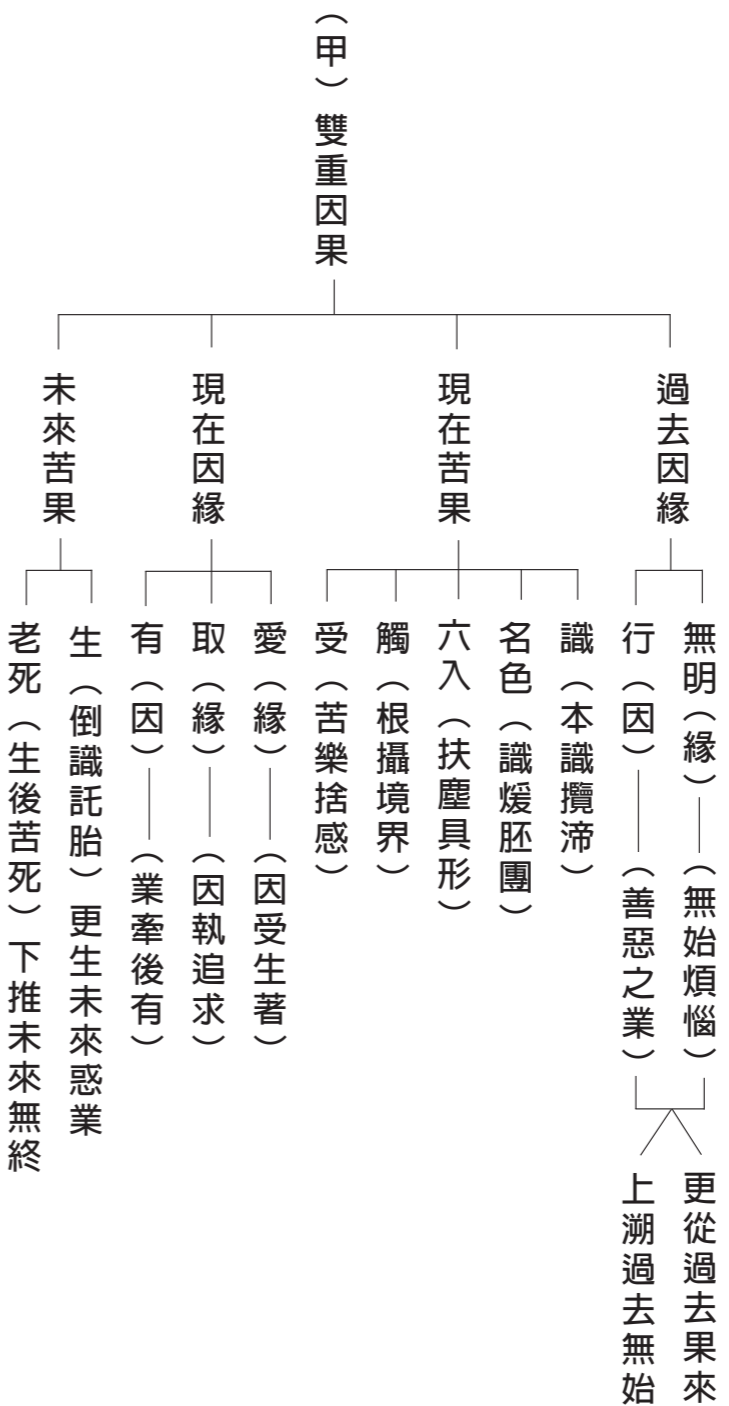 （甲）雙重因果
過去因緣
現在苦果
現在因緣
未來苦果
無明（緣）（無始煩惱）
行（因）（善惡之業）
更從過去果來
上溯過去無始
識（本識攬渧）
名色（識煖胚團）
六入（扶塵具形）
觸（根攝境界）
受（苦樂捨感）
愛（緣）（因受生著）
取（緣）（因執追求）
有（因）（業牽後有）
生（倒識託胎）更生未來惑業
老死（生後苦死）下推未來無終